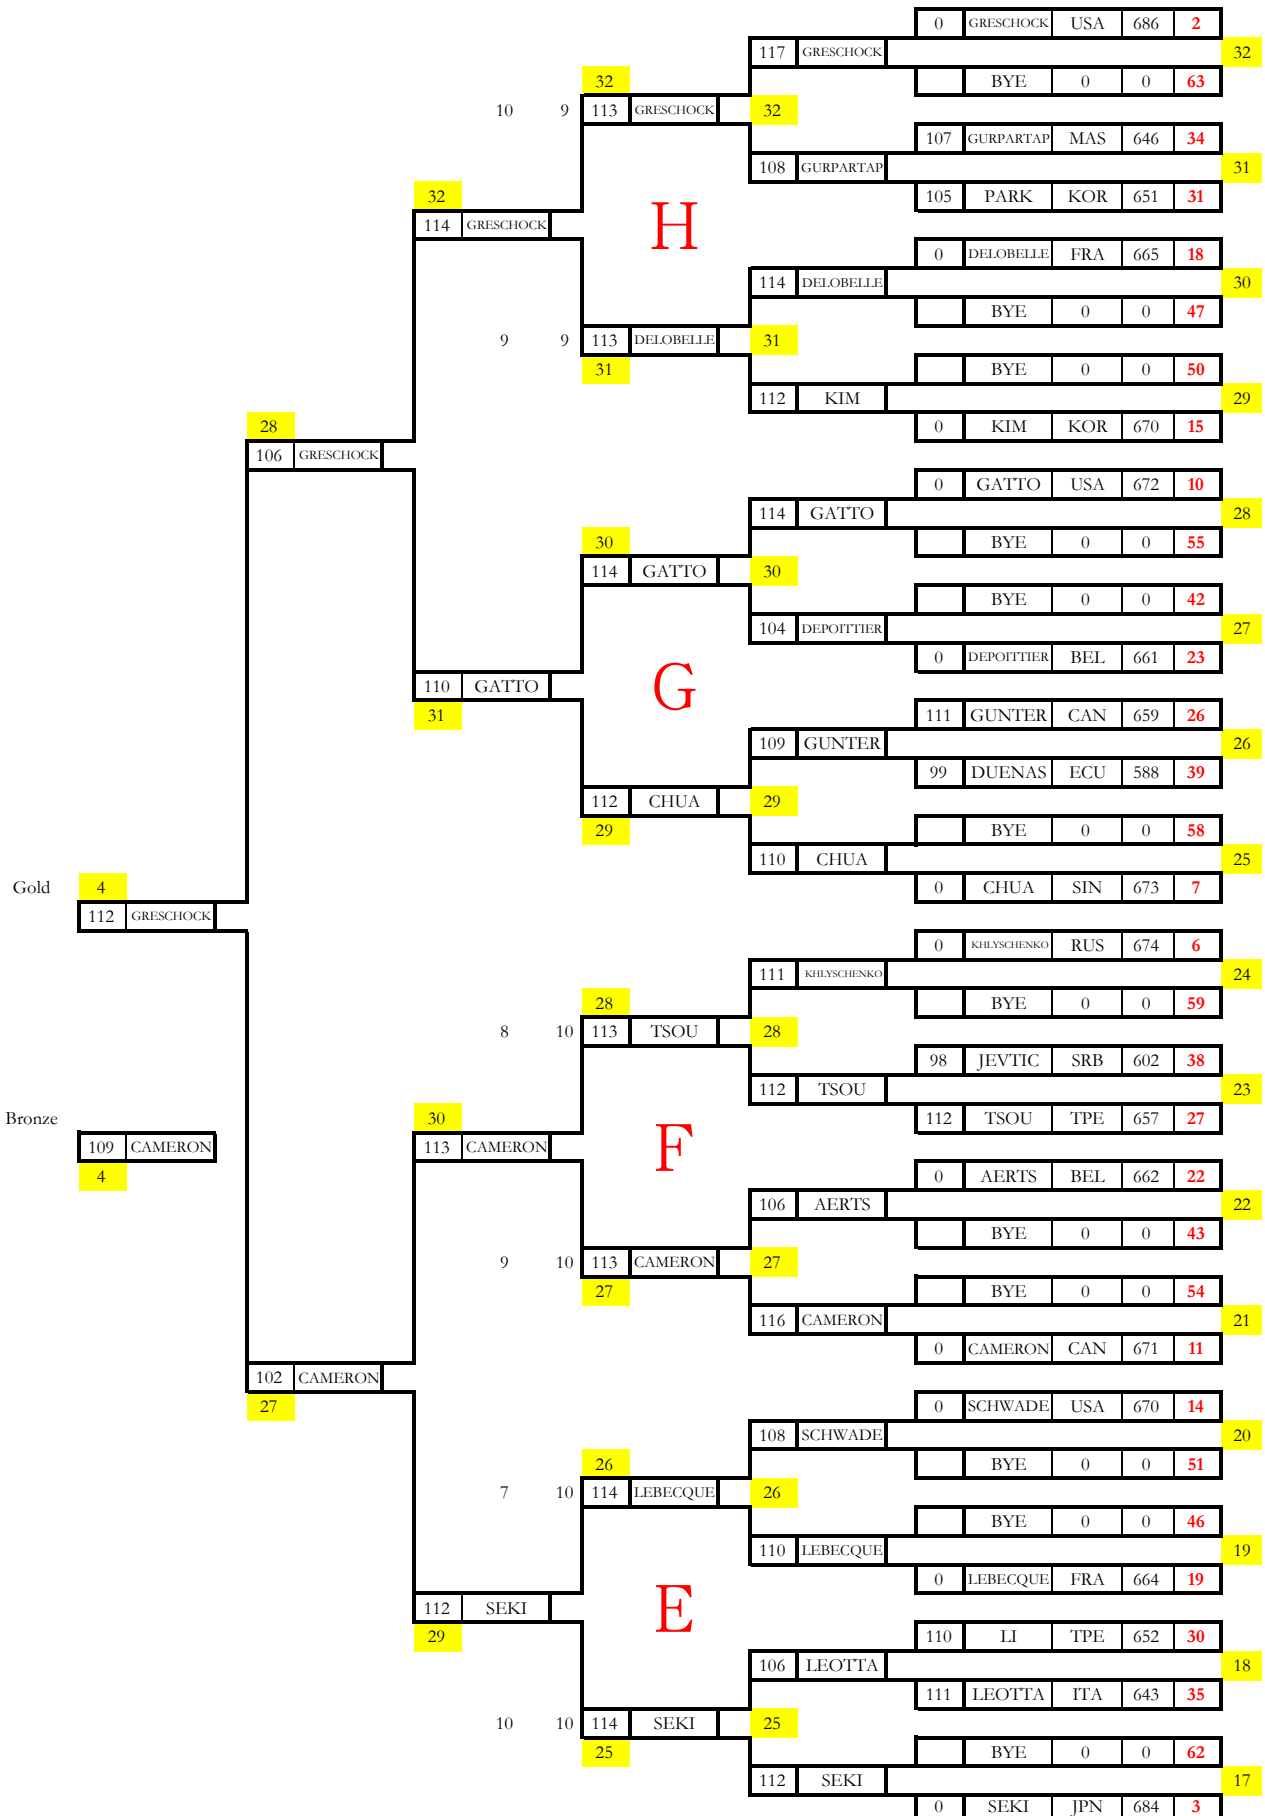 0 GRESCHOCK USA 686 2
117 GRESCHOCK 32
32 BYE 0 0 63
10 9 113 GRESCHOCK 32
107 GURPARTAP MAS 646 34
108 GURPARTAP 31
32 105 PARK KOR 651 31
114 GRESCHOCK H
0 DELOBELLE FRA 665 18
114 DELOBELLE 30
BYE 0 0 47
9 9 113 DELOBELLE 31
31 BYE 0 0 50
112 KIM 29
28 0 KIM KOR 670 15
106 GRESCHOCK
0 GATTO USA 672 10
114 GATTO 28
30 BYE 0 0 55
114 GATTO 30
BYE 0 0 42
104 DEPOITTIER 27
0 DEPOITTIER BEL 661 23
110 GATTO G
31 111 GUNTER CAN 659 26
109 GUNTER 26
99 DUENAS ECU 588 39
112 CHUA 29
29 BYE 0 0 58
110 CHUA 25
Gold 4 0 CHUA SIN 673 7
112 GRESCHOCK
0 KHLYSCHENKO RUS 674 6
111 KHLYSCHENKO 24
28 BYE 0 0 59
8 10 113 TSOU 28
98 JEVTIC SRB 602 38
112 TSOU 23
Bronze 30 112 TSOU TPE 657 27
109 CAMERON 113 CAMERON F
4 0 AERTS BEL 662 22
106 AERTS 22
BYE 0 0 43
9 10 113 CAMERON 27
27 BYE 0 0 54
116 CAMERON 21
0 CAMERON CAN 671 11
102 CAMERON
27 0 SCHWADE USA 670 14
108 SCHWADE 20
26 BYE 0 0 51
7 10 114 LEBECQUE 26
BYE 0 0 46
110 LEBECQUE 19
0 LEBECQUE FRA 664 19
112 SEKI E
29 110 LI TPE 652 30
106 LEOTTA 18
111 LEOTTA ITA 643 35
10 10 114 SEKI 25
25 BYE 0 0 62
112 SEKI 17
0 SEKI JPN 684 3